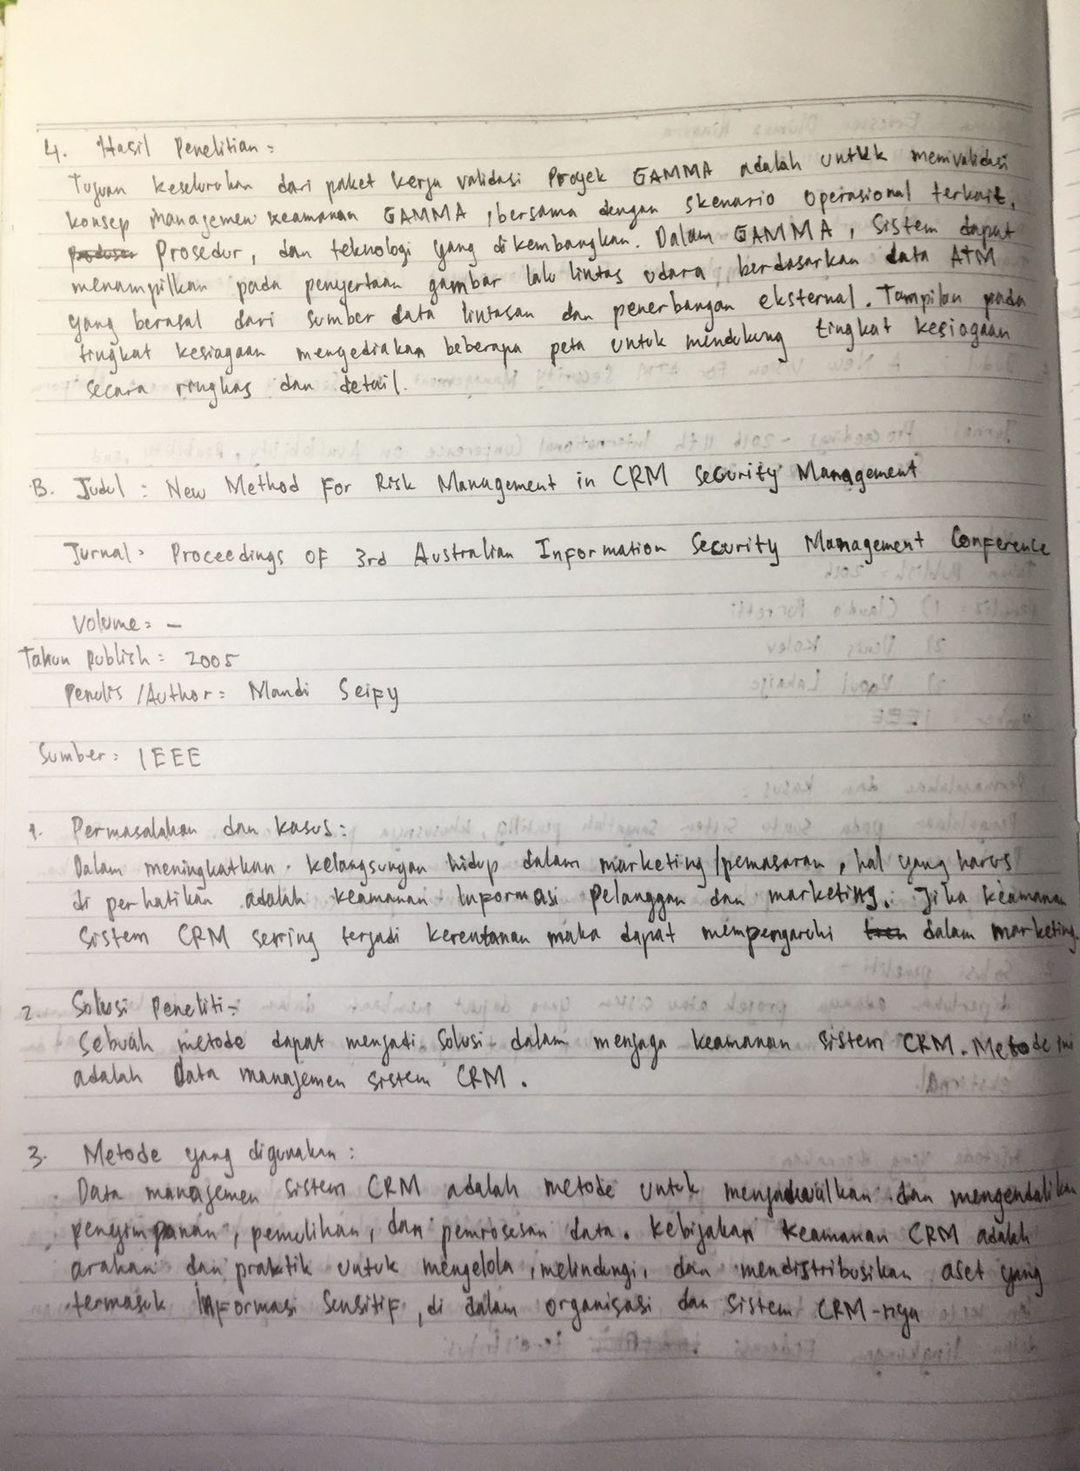 4. Hasil Penelitian :
Tujuan keseluruhan dari paket kerja validasi Proyek GAMMA adalah untuk memvalidasi
konsep manajemen keamanan GAMMA, bersama dengan skenario operasional terkait,
Prosedur, dan teknologi yang dikembangkan. Dalam GAMMA, Sistem dapat
menampilkan pada penyertaan gambar lalu lintas udara, berdasarkan data ATM
yang berasal dari sumber data lintasan dan penerbangan eksternal. Tampilan pada
tingkat kesiagaan menyediakan beberapa peta untuk mendukung tingkat kesiagaan
secara ringkas dan detail.
B. Judul : New Method For Risk Management in CRM Security Management
Jurnal : Proceedings OF 3rd Australian Information Security Management Conference
Volume : -
Tahun Publish : 2005
Penulis /Author : Mandi Seify
Sumber : IEEE
1. Permasalahan dan kasus :
Dalam meningkatkan kelangsungan hidup dalam marketing/pemasaran, hal yang harus
di perhatikan adalah keamanan Informasi Pelanggan dan marketing. Jika keamanan
Sistem CRM serring terjadi kerentanan maka dapat mempengaruhi dalam marketing.
2. Solusi Peneliti :
Sebuah metode dapat menjadi Solusi dalam menjaga keamanan sistem CRM. Metode ini
adalah Data manajemen sistem CRM.
3. Metode yang digunakan :
Data manajemen sistem CRM adalah metode untuk dan mengendalikan
penyimpanan, pemulihan, dan pemrosesan data. Kebijakan Keamanan CRM adalah
arahan dan praktik untuk mengelola, melindungi, dan mendistribusikan aset yang
termasuk Informasi Sensitif, di dalam organisasi dan sistem CRM-nya